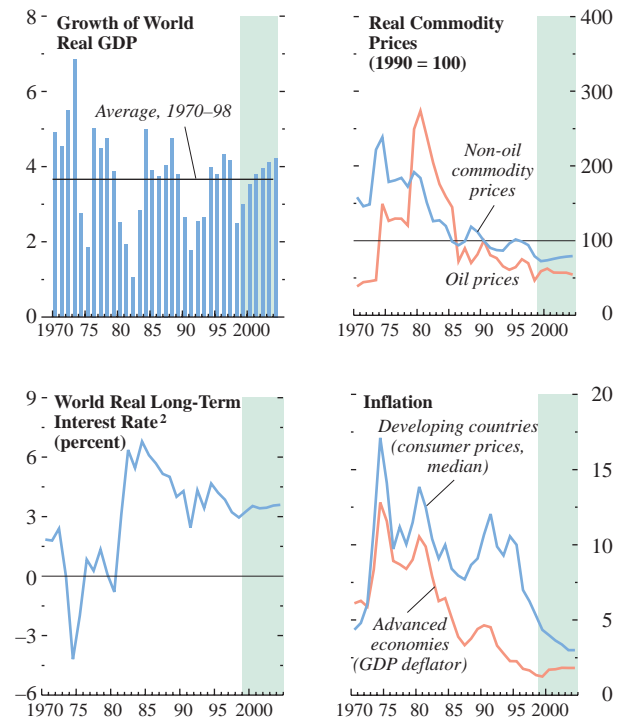 Growth of World
Real GDP
8
6
4
2
0
Average, 1970–98
1970 75 80 85 90 95 2000
Real Commodity
Prices
(1990 = 100)
400
300
200
100
0
Non-oil
commodity
prices
Oil prices
1970 75 80 85 90 95 2000
World Real Long-Term
Interest Rate²
(percent)
9
6
3
0
–3
–6
1970 75 80 85 90 95 2000
Inflation
20
15
10
5
0
Developing countries
(consumer prices,
median)
Advanced
economies
(GDP deflator)
1970 75 80 85 90 95 2000